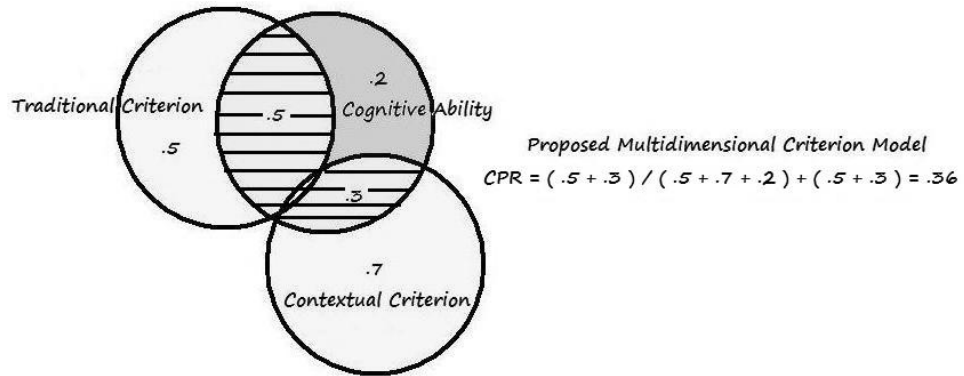 .2
Traditional Criterion
.5
Cognitive Ability
.5
Proposed Multidimensional Criterion Model
CPR = ( .5 + .3 ) / ( .5 + .7 + .2 ) + ( .5 + .3 ) = .36
.3
.7
Contextual Criterion